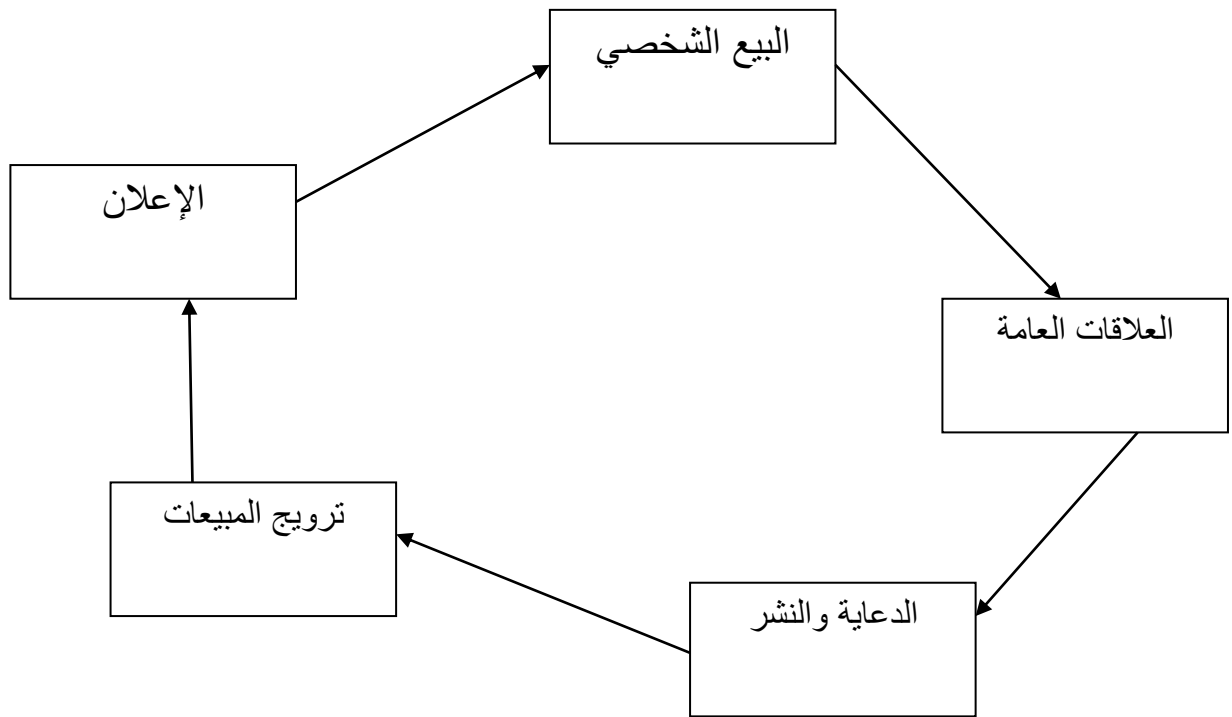 البيع الشخصي
الإعلان
العلاقات العامة
ترويج المبيعات
الدعاية والنشر